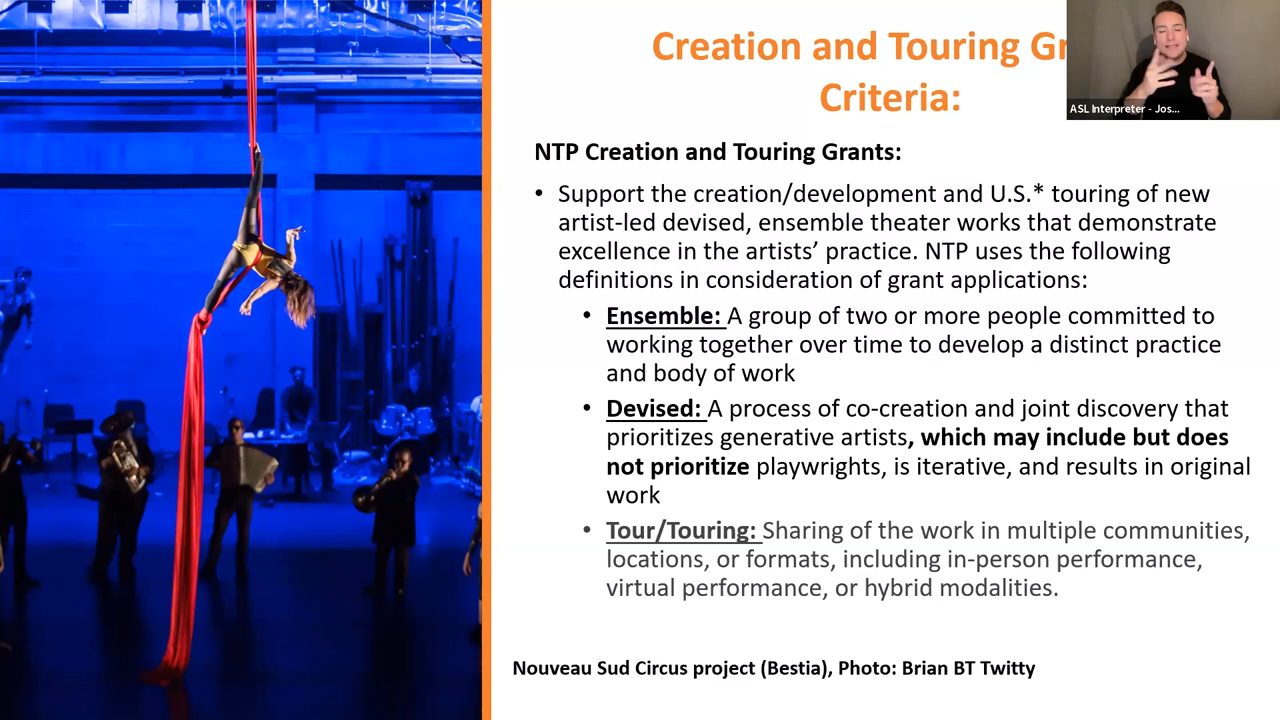 Creation and Touring Gr
Criteria:
ASL Interpreter - Jos...
NTP Creation and Touring Grants:
• Support the creation/development and U.S.* touring of new
artist-led devised, ensemble theater works that demonstrate
excellence in the artists’ practice. NTP uses the following
definitions in consideration of grant applications:
• Ensemble: A group of two or more people committed to
working together over time to develop a distinct practice
and body of work
• Devised: A process of co-creation and joint discovery that
prioritizes generative artists, which may include but does
not prioritize playwrights, is iterative, and results in original
work
• Tour/Touring: Sharing of the work in multiple communities,
locations, or formats, including in-person performance,
virtual performance, or hybrid modalities.
Nouveau Sud Circus project (Bestia), Photo: Brian BT Twitty